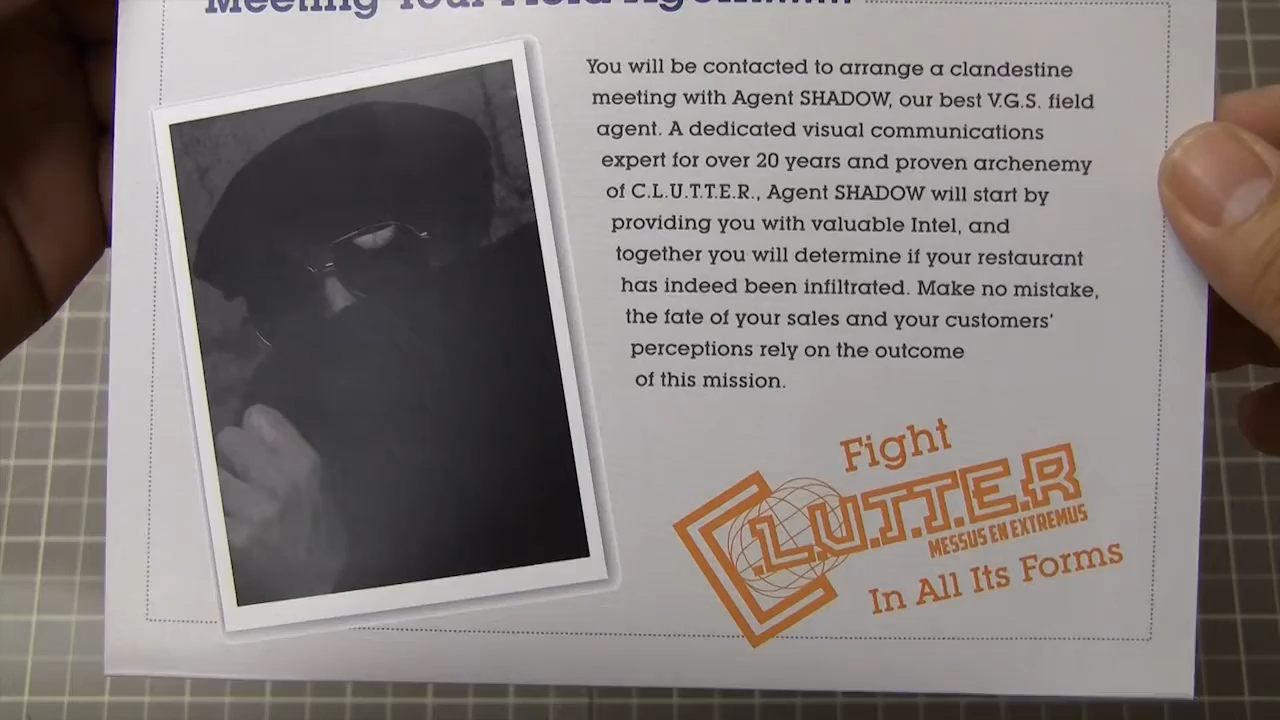 Meeting Your Field Agent
You will be contacted to arrange a clandestine
meeting with Agent SHADOW, our best V.G.S. field
agent. A dedicated visual communications
expert for over 20 years and proven archenemy
of C.L.U.T.T.E.R., Agent SHADOW will start by
providing you with valuable Intel, and
together you will determine if your restaurant
has indeed been infiltrated. Make no mistake,
the fate of your sales and your customers'
perceptions rely on the outcome
of this mission.
Fight
C.L.U.T.T.E.R
MESSUS EN EXTREMUS
In All Its Forms